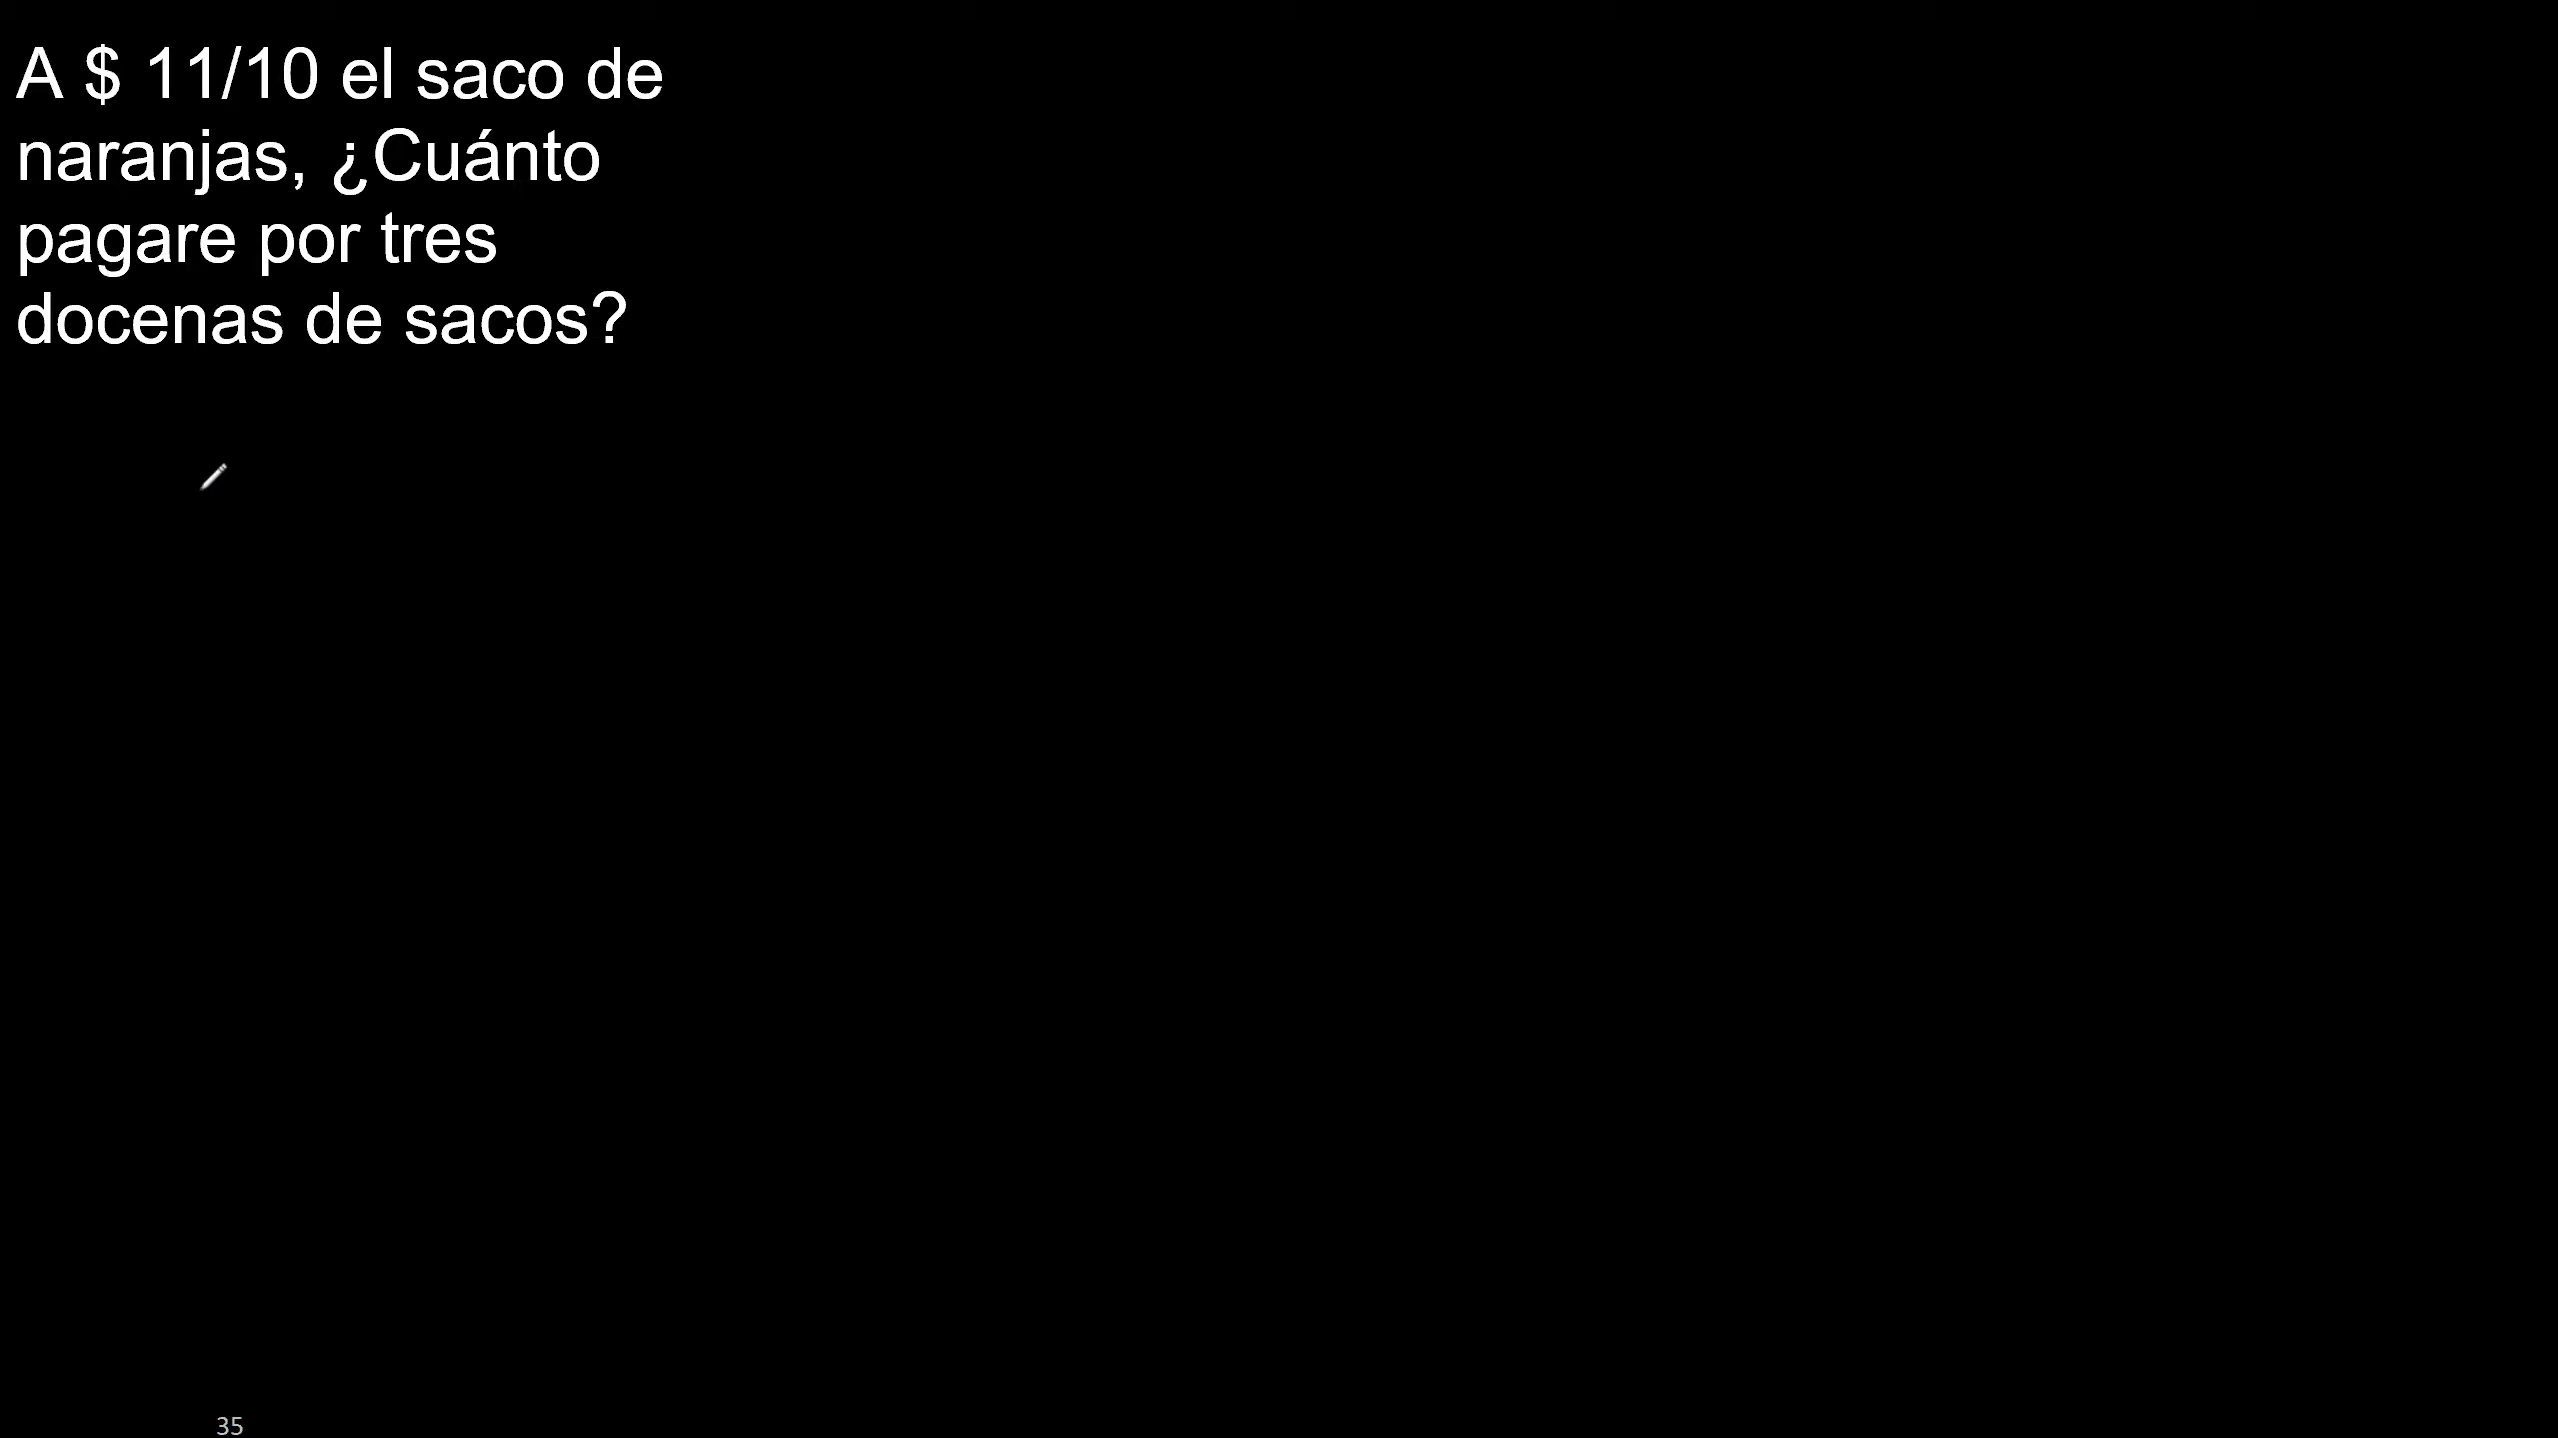 A $ 11/10 el saco de
naranjas, ¿Cuánto
pagare por tres
docenas de sacos?
35